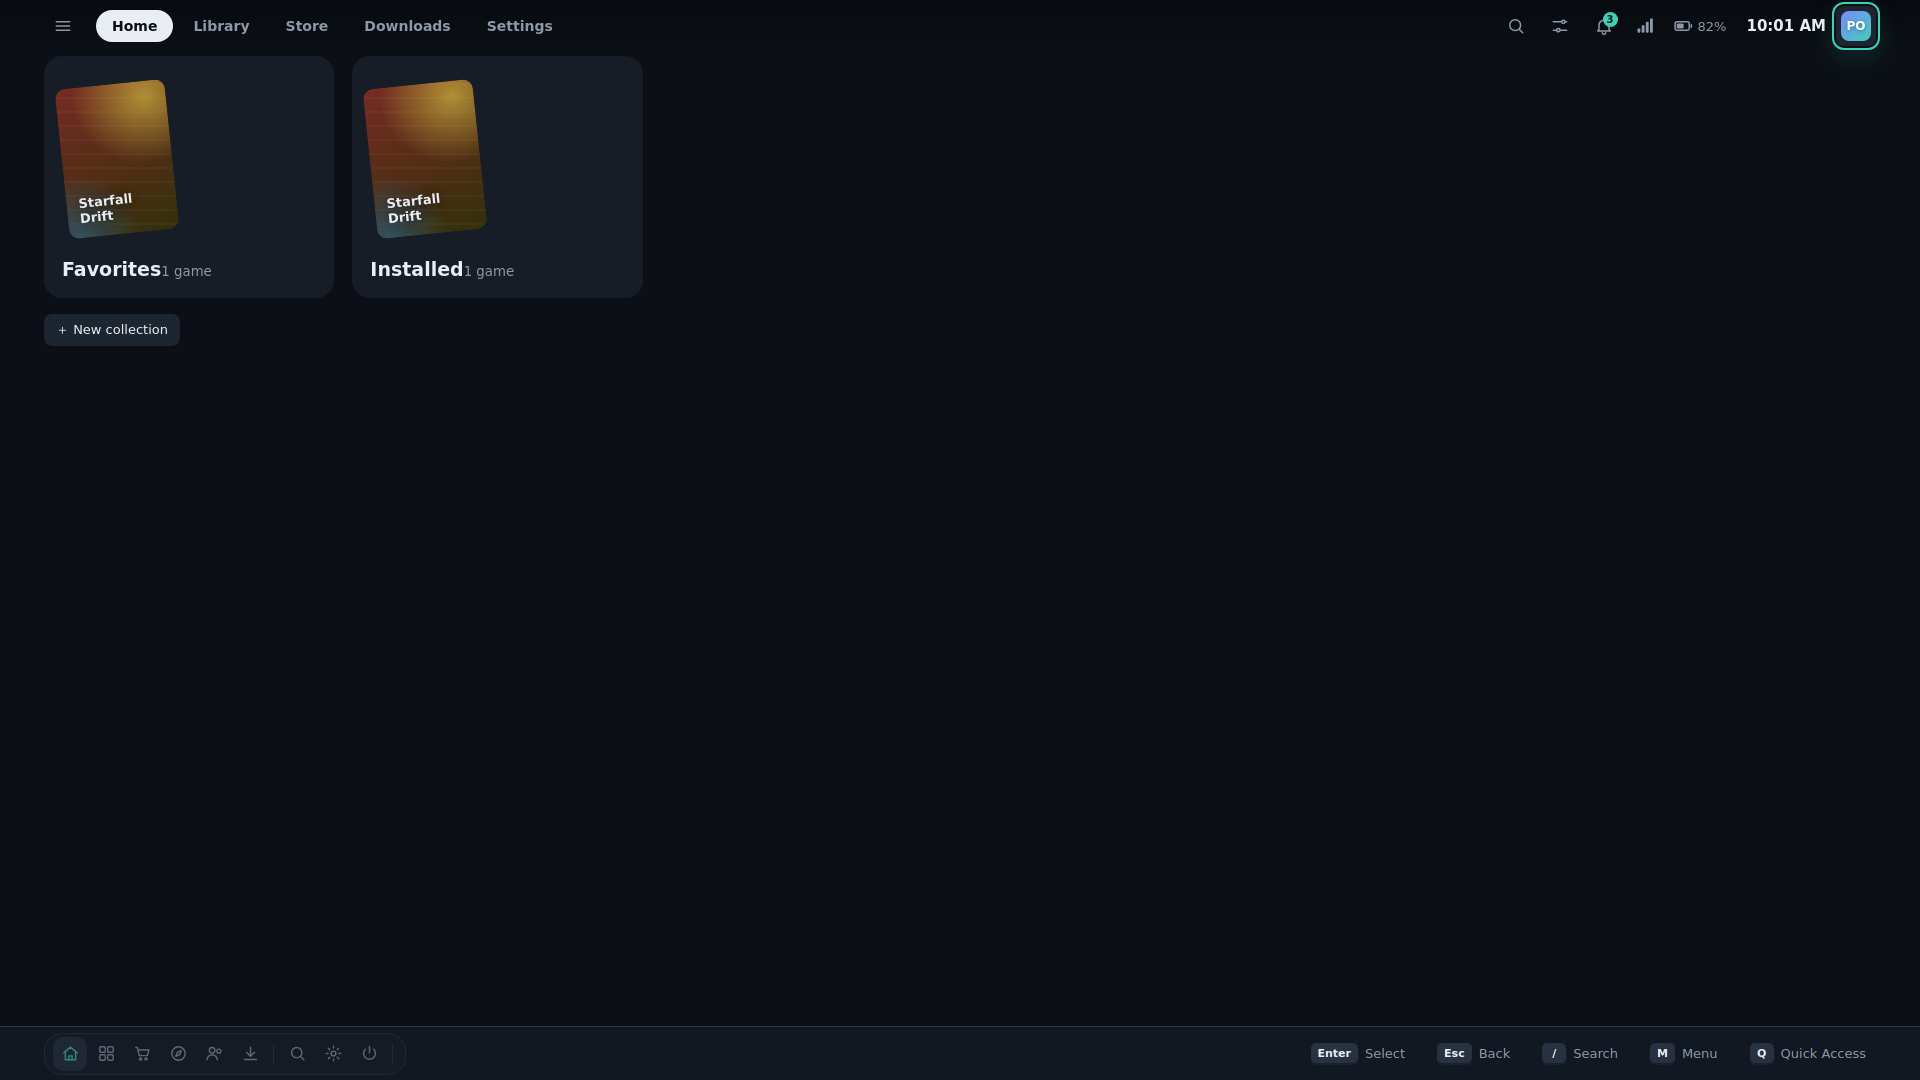 Home Library Store Downloads Settings 3 82% 10:01 AM PO
Starfall
Drift
Favorites 1 game
Starfall
Drift
Installed 1 game
+ New collection
Enter Select Esc Back / Search M Menu Q Quick Access